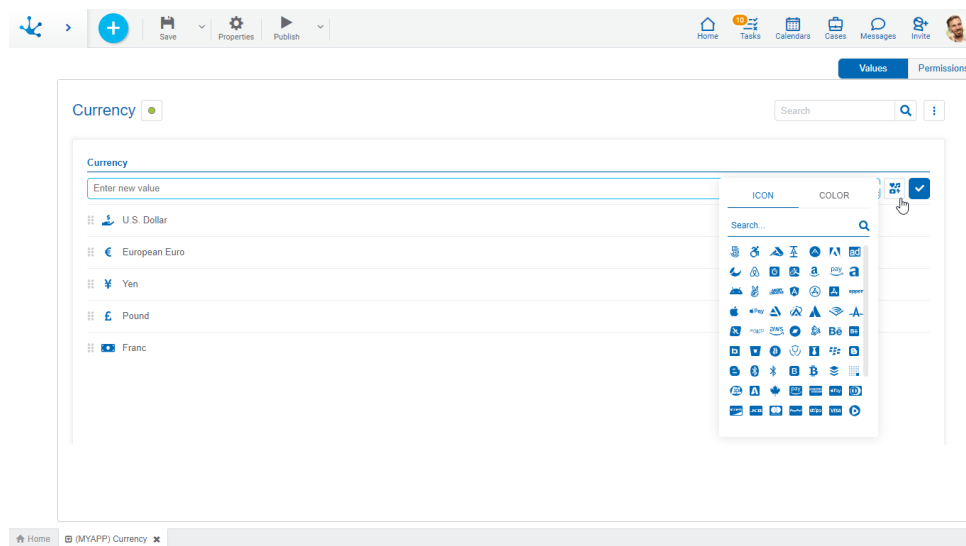 Save
Properties
Publish
Home
10
Tasks
Calendars
Cases
Messages
Invite
Values
Permissions
Currency
Search
Currency
Enter new value
ICON
COLOR
Search...
U.S. Dollar
European Euro
Yen
Pound
Franc
Home
(MYAPP) Currency